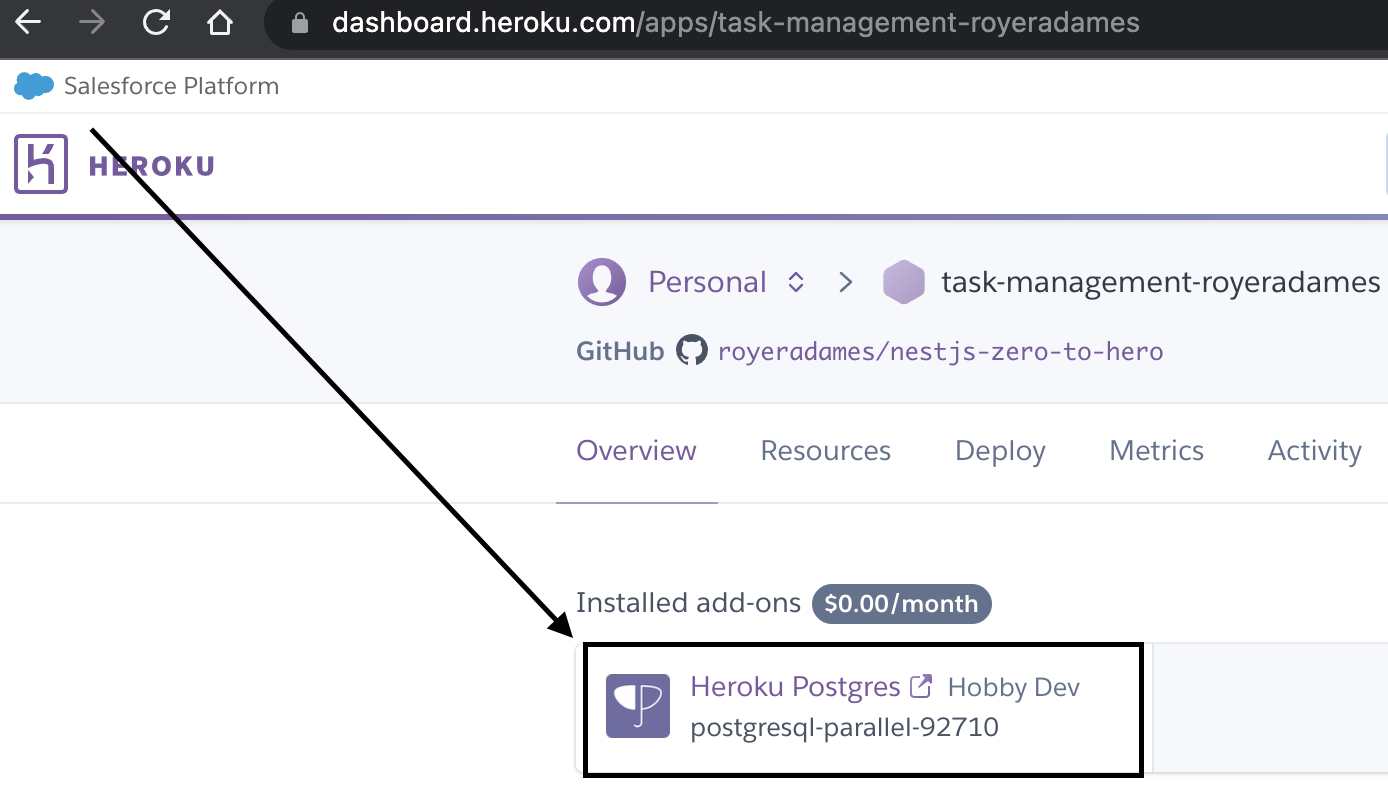 dashboard.heroku.com/apps/task-management-royeradames
Salesforce Platform
HEROKU
Personal > task-management-royeradames
GitHub royeradames/nestjs-zero-to-hero
Overview Resources Deploy Metrics Activity
Installed add-ons $0.00/month
Heroku Postgres Hobby Dev
postgresql-parallel-92710